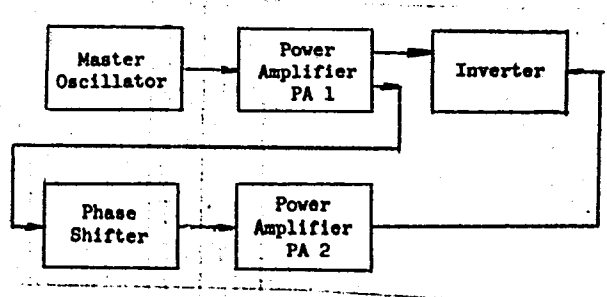 Master
Oscillator
Power
Amplifier
PA 1
Inverter
Phase
Shifter
Power
Amplifier
PA 2